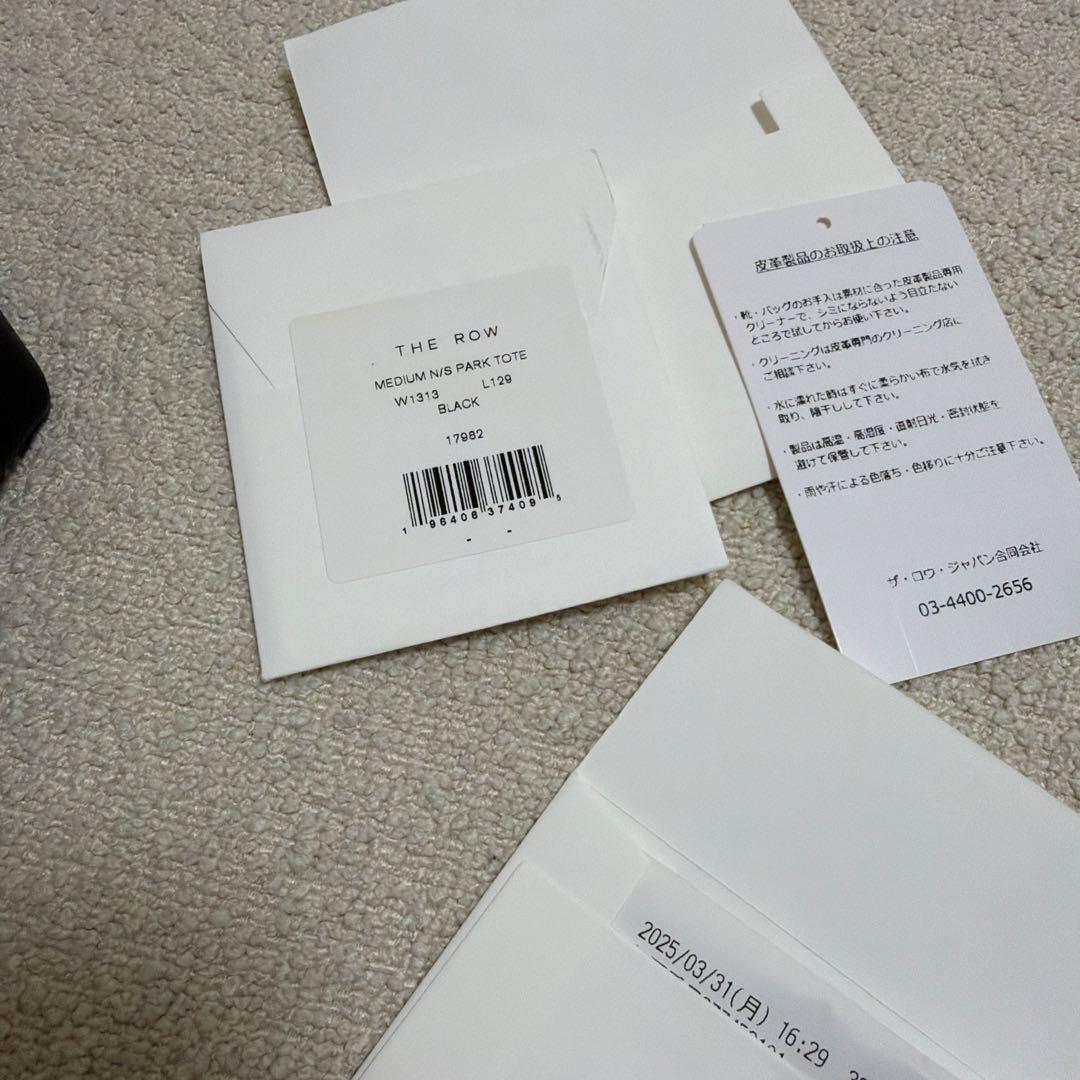 THE ROW
MEDIUM N/S PARK TOTE
W1313 L129
BLACK
17982
1 96406 37409 5
- -
皮革製品のお取扱上の注意
・靴・バッグのお手入は素材に合った皮革製品専用
クリーナーで、シミにならないよう目立たない
ところで試してからお使い下さい。
・クリーニングは皮革専門のクリーニング店に
ご相談下さい。
・水に濡れた時はすぐに柔らかい布で水気を拭き
取り、陰干しして下さい。
・製品は高温・高湿度・直射日光・密封状態を
避けて保管して下さい。
・雨や汗による色落ち・色移りに十分ご注意下さい。
ザ・ロウ・ジャパン合同会社
03-4400-2656
2025/03/31(月) 16:29